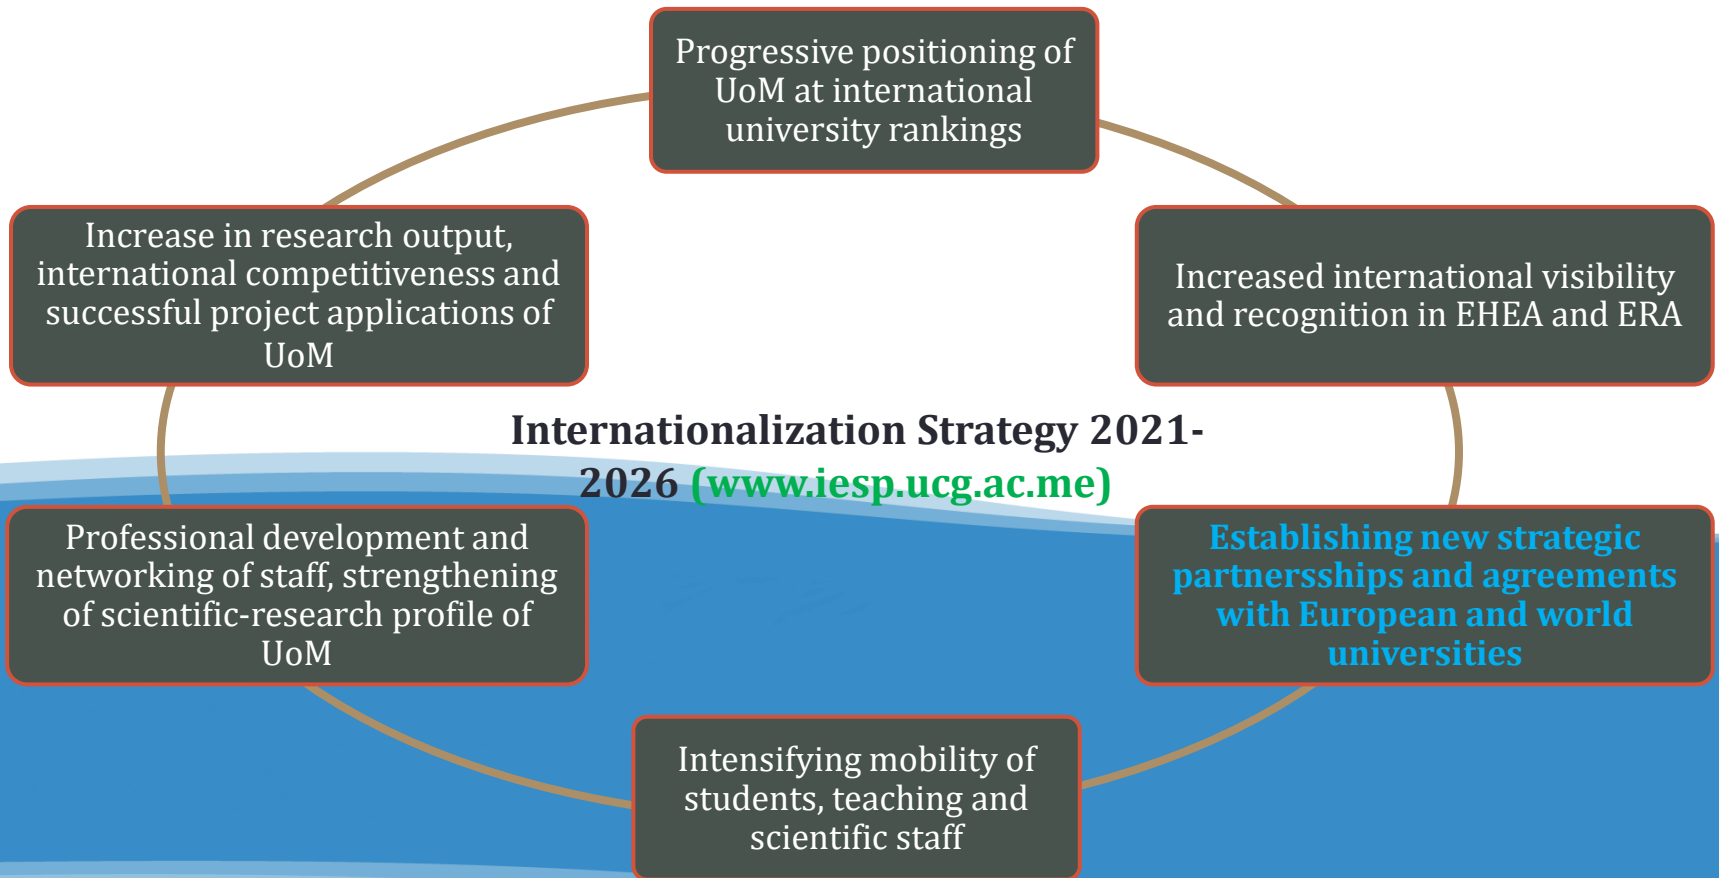 Progressive positioning of
UoM at international
university rankings
Increased international visibility
and recognition in EHEA and ERA
Establishing new strategic
partnersships and agreements
with European and world
universities
Intensifying mobility of
students, teaching and
scientific staff
Professional development and
networking of staff, strengthening
of scientific-research profile of
UoM
Increase in research output,
international competitiveness and
successful project applications of
UoM
Internationalization Strategy 2021-
2026 (www.iesp.ucg.ac.me)